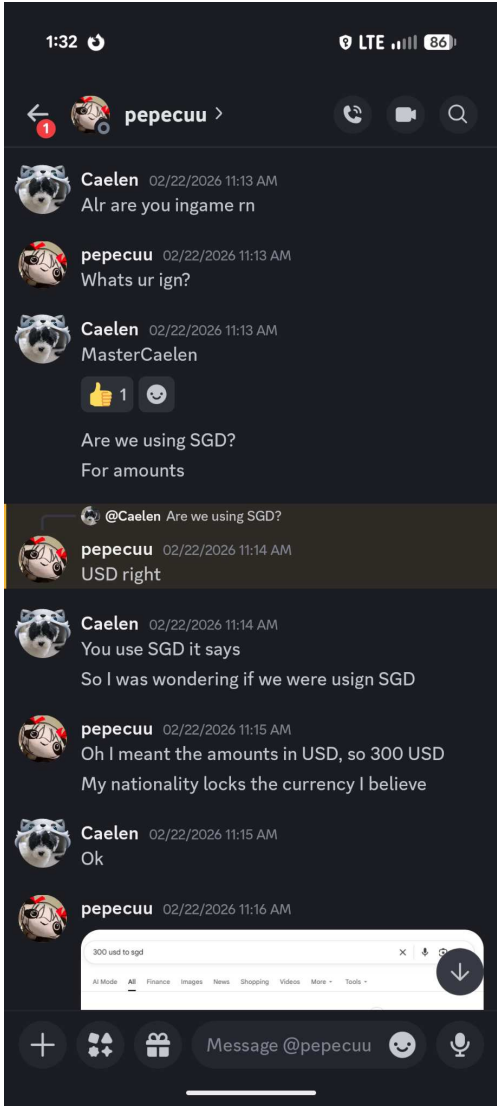 1:32 LTE 86
1 pepecuu >
Caelen 02/22/2026 11:13 AM
Alr are you ingame rn
pepecuu 02/22/2026 11:13 AM
Whats ur ign?
Caelen 02/22/2026 11:13 AM
MasterCaelen
👍 1
Are we using SGD?
For amounts
@Caelen Are we using SGD?
pepecuu 02/22/2026 11:14 AM
USD right
Caelen 02/22/2026 11:14 AM
You use SGD it says
So I was wondering if we were usign SGD
pepecuu 02/22/2026 11:15 AM
Oh I meant the amounts in USD, so 300 USD
My nationality locks the currency I believe
Caelen 02/22/2026 11:15 AM
Ok
pepecuu 02/22/2026 11:16 AM
300 usd to sgd
AI Mode All Finance Images News Shopping Videos More Tools
Message @pepecuu